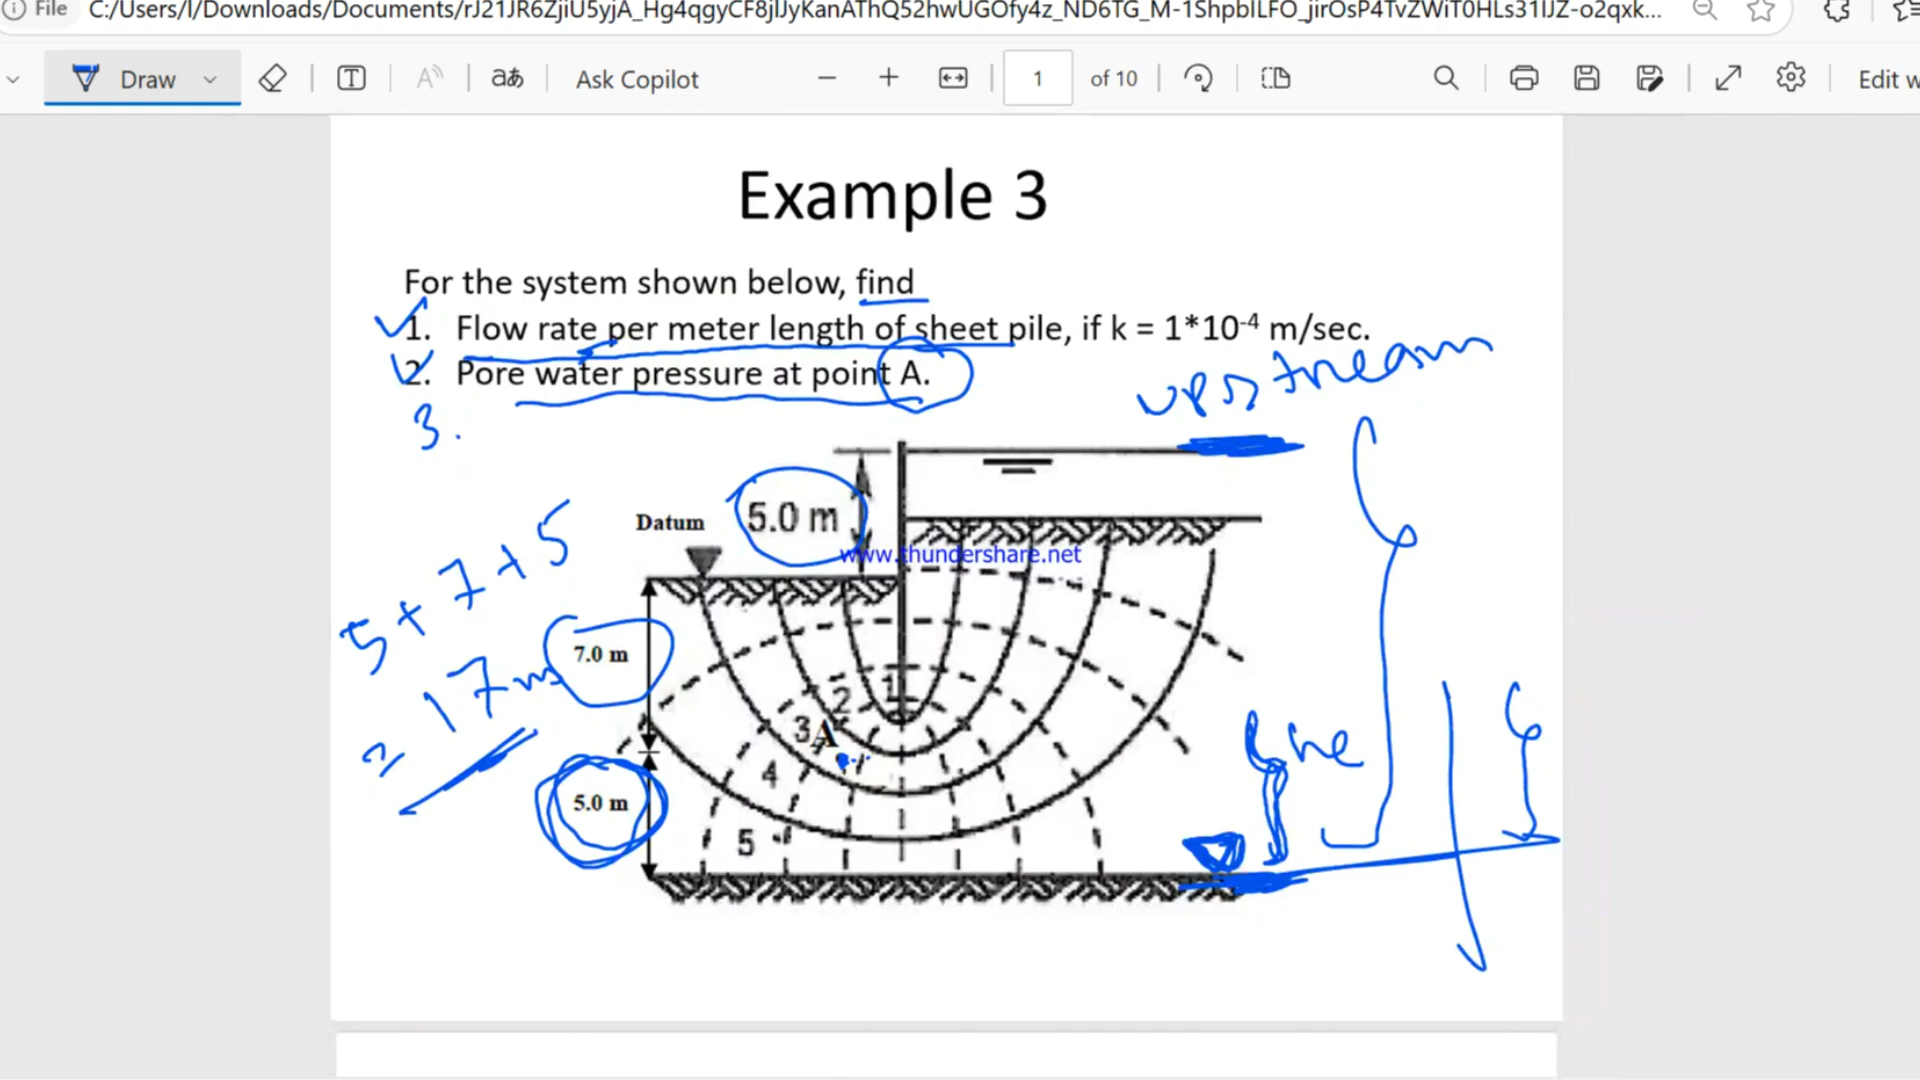 File C:/Users/l/Downloads/Documents/rJ21JR6ZjiU5yjA_Hg4qgyCF8jlJyKanAThQ52hwUGOfy4z_ND6TG_M-1ShpbILFO_jirOsP4TvZWiT0HLs31IJZ-o2qxk...
Draw aあ Ask Copilot 1 of 10 Edit w
Example 3
For the system shown below, find
1. Flow rate per meter length of sheet pile, if k = 1*10-4 m/sec.
2. Pore water pressure at point A.
3.
upstream
Datum 5.0 m
www.thundershare.net
5 + 7 + 5
7.0 m
= 17m
1
2
3 A
4
5.0 m
5